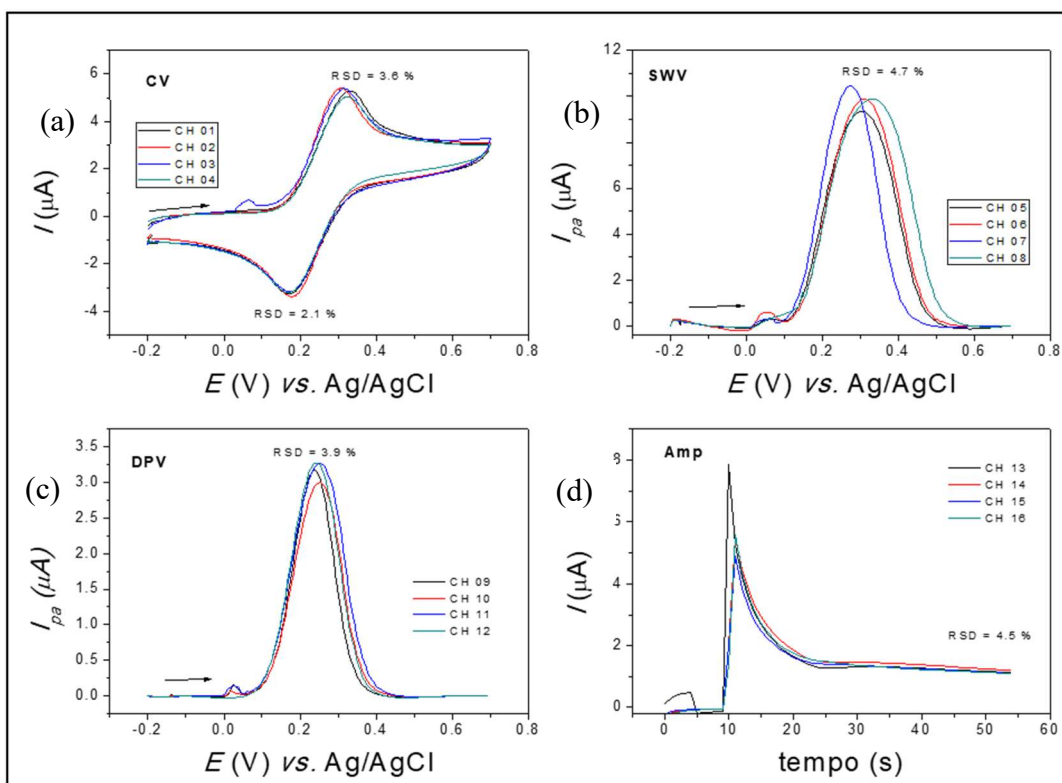 (a)
CV
RSD = 3.6 %
CH 01
CH 02
CH 03
CH 04
RSD = 2.1 %
I (µA)
6
4
2
0
-2
-4
-0.2 0.0 0.2 0.4 0.6 0.8
E (V) vs. Ag/AgCl
(b)
SWV
RSD = 4.7 %
CH 05
CH 06
CH 07
CH 08
Ipa (µA)
12
10
8
6
4
2
0
-0.2 0.0 0.2 0.4 0.6 0.8
E (V) vs. Ag/AgCl
(c)
DPV
RSD = 3.9 %
CH 09
CH 10
CH 11
CH 12
Ipa (µA)
3.5
3.0
2.5
2.0
1.5
1.0
0.5
0.0
-0.2 0.0 0.2 0.4 0.6 0.8
E (V) vs. Ag/AgCl
(d)
Amp
CH 13
CH 14
CH 15
CH 16
RSD = 4.5 %
I (µA)
8
6
4
2
0
0 10 20 30 40 50 60
tempo (s)